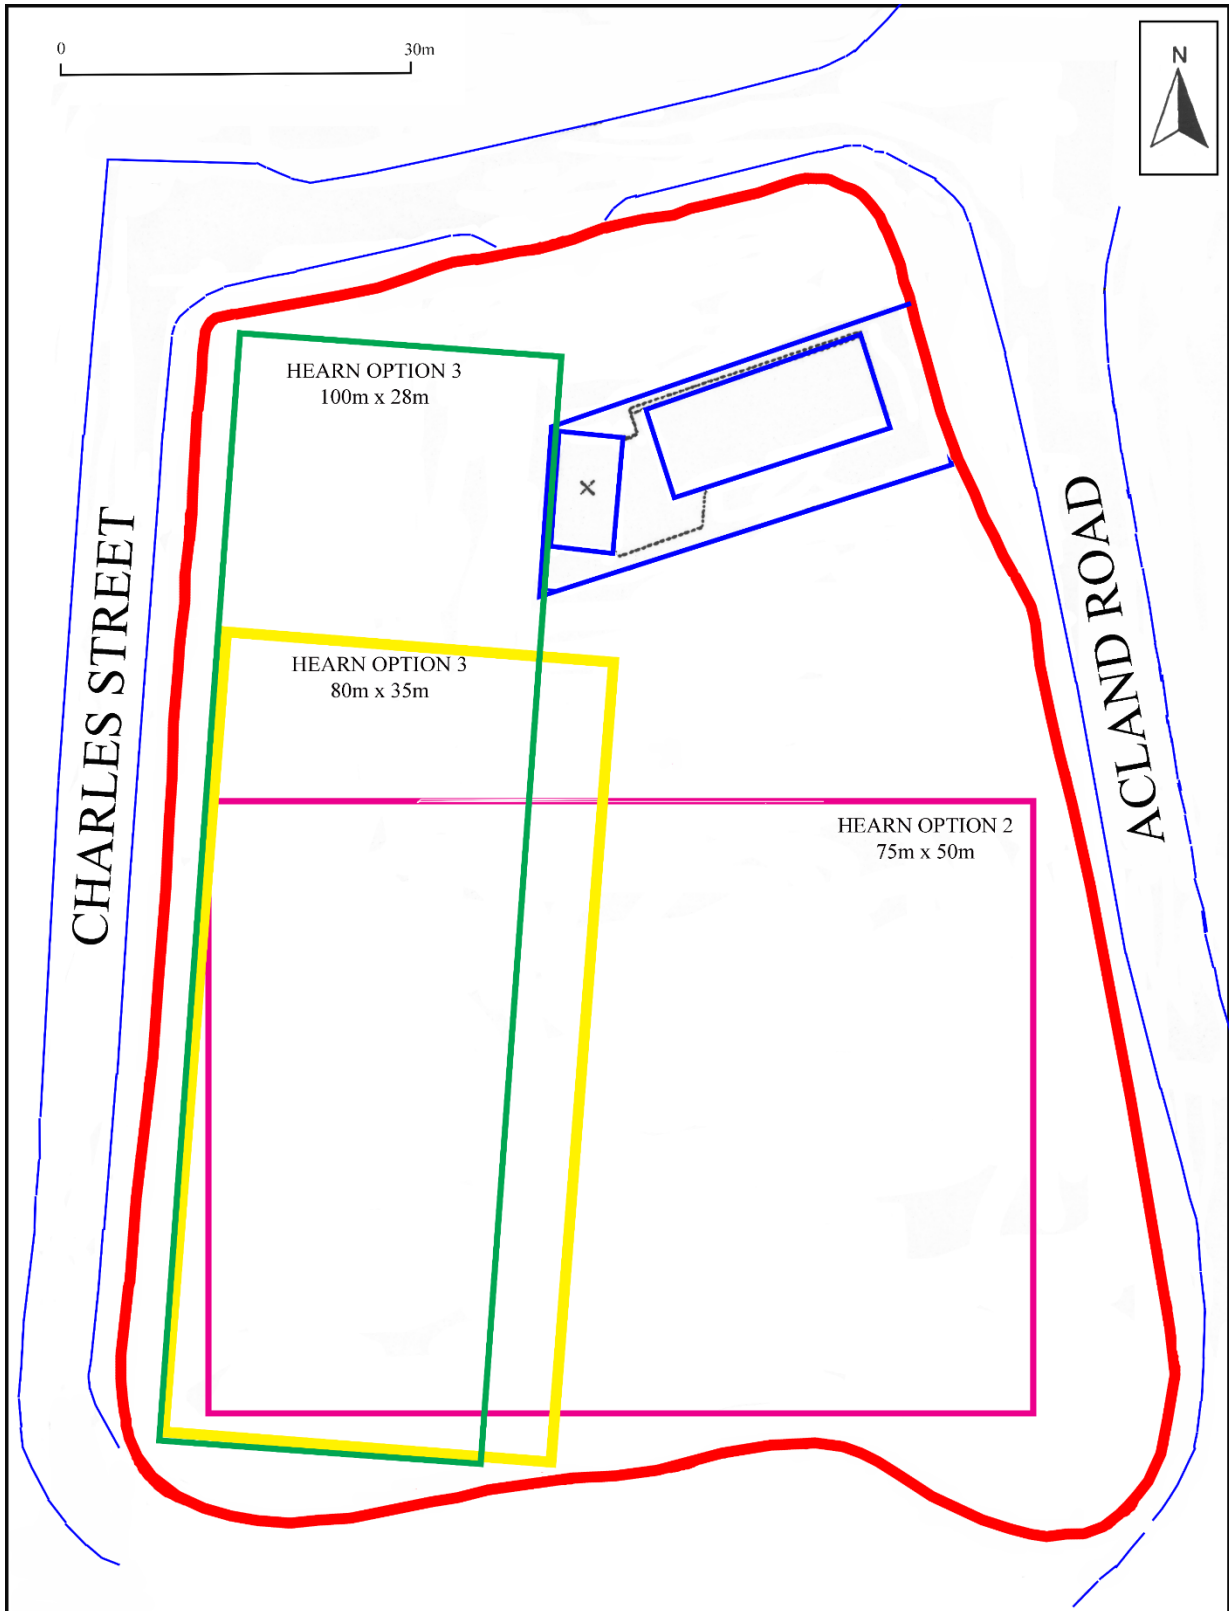 0 30m
N
HEARN OPTION 3
100m x 28m
CHARLES STREET
HEARN OPTION 3
80m x 35m
ACLAND ROAD
HEARN OPTION 2
75m x 50m